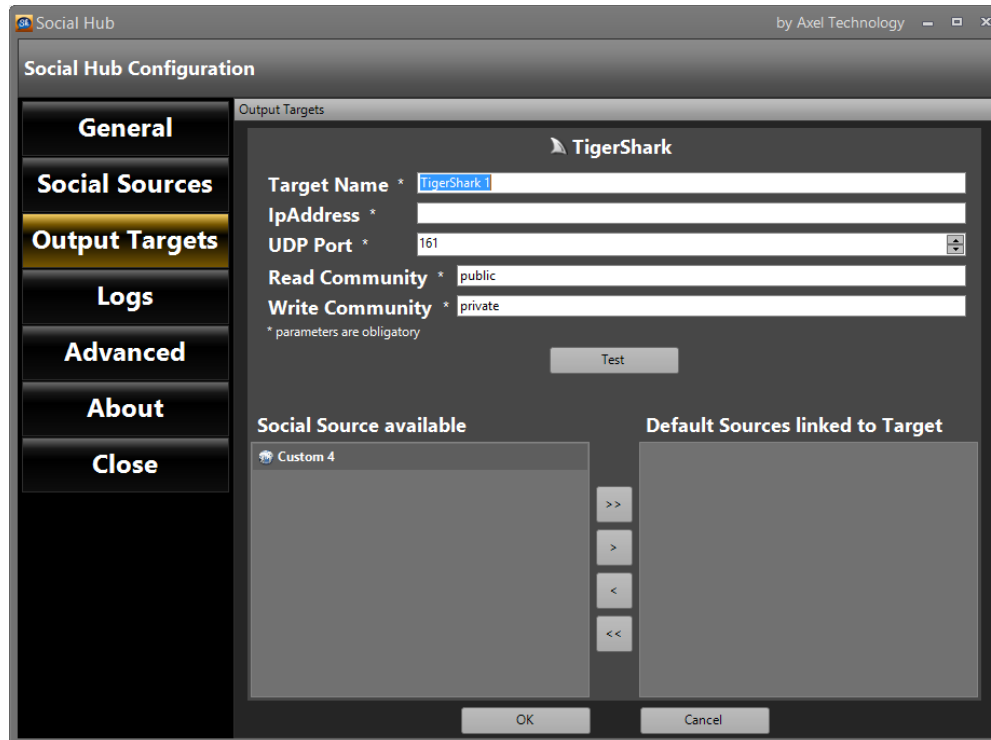 Social Hub by Axel Technology
Social Hub Configuration
General
Social Sources
Output Targets
Logs
Advanced
About
Close
Output Targets
TigerShark
Target Name * TigerShark 1
IpAddress *
UDP Port * 161
Read Community * public
Write Community * private
* parameters are obligatory
Test
Social Source available
Custom 4
>>
>
<
<<
Default Sources linked to Target
OK Cancel